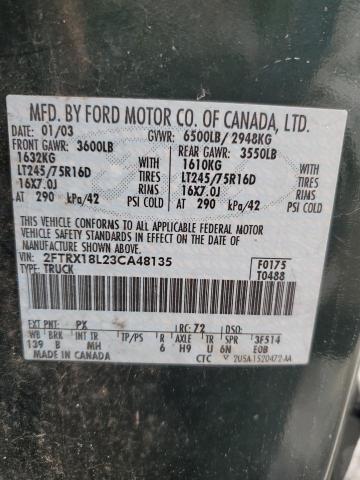 MFD. BY FORD MOTOR CO. OF CANADA, LTD.
DATE: 01/03 GVWR: 6500LB/ 2948KG
FRONT GAWR: 3600LB REAR GAWR: 3550LB
1632KG WITH 1610KG WITH
LT245/75R16D TIRES LT245/75R16D TIRES
16X7.0J RIMS 16X7.0J RIMS
AT 290 kPa/42 PSI COLD AT 290 kPa/42 PSI COLD
THIS VEHICLE CONFORMS TO ALL APPLICABLE FEDERAL MOTOR
VEHICLE SAFETY STANDARDS IN EFFECT ON THE DATE OF MANUFACTURE
SHOWN ABOVE.
VIN: 2FTRX18L23CA48135 F0175
TYPE: TRUCK T0488
EXT PNT: PX RC: 72 DSO:
WB BRK INT TR TP/PS R AXLE TR SPR 3F514
139 B MH 6 H9 U 6N EOB
MADE IN CANADA CTC 2USA-1520472-AA